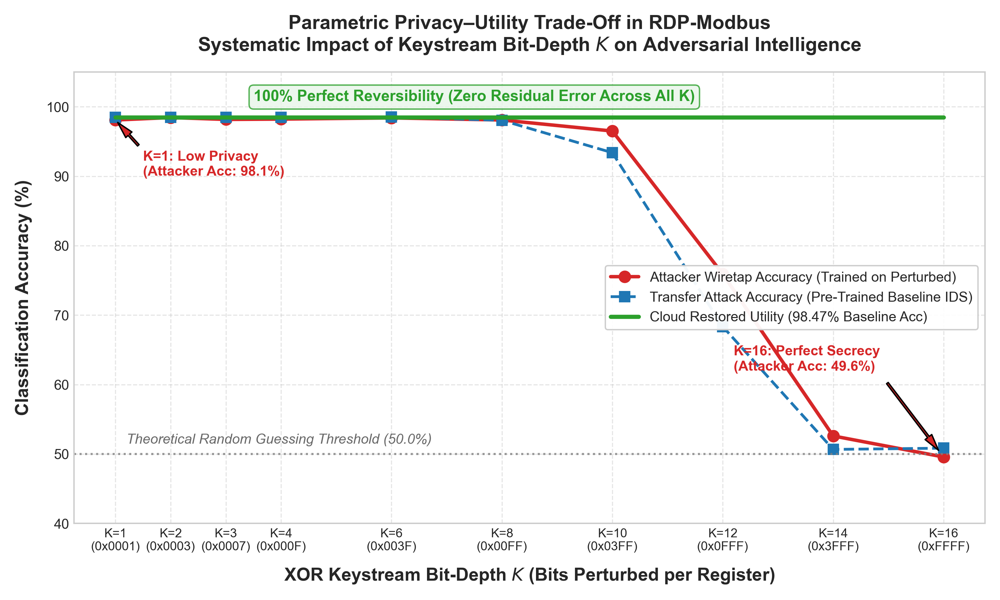 Parametric Privacy–Utility Trade-Off in RDP-Modbus
Systematic Impact of Keystream Bit-Depth K on Adversarial Intelligence
100% Perfect Reversibility (Zero Residual Error Across All K)
Classification Accuracy (%)
100
90
80
70
60
50
40
K=1: Low Privacy
(Attacker Acc: 98.1%)
Attacker Wiretap Accuracy (Trained on Perturbed)
Transfer Attack Accuracy (Pre-Trained Baseline IDS)
Cloud Restored Utility (98.47% Baseline Acc)
K=16: Perfect Secrecy
(Attacker Acc: 49.6%)
Theoretical Random Guessing Threshold (50.0%)
K=1 K=2 K=3 K=4 K=6 K=8 K=10 K=12 K=14 K=16
(0x0001) (0x0003) (0x0007) (0x000F) (0x003F) (0x00FF) (0x03FF) (0x0FFF) (0x3FFF) (0xFFFF)
XOR Keystream Bit-Depth K (Bits Perturbed per Register)